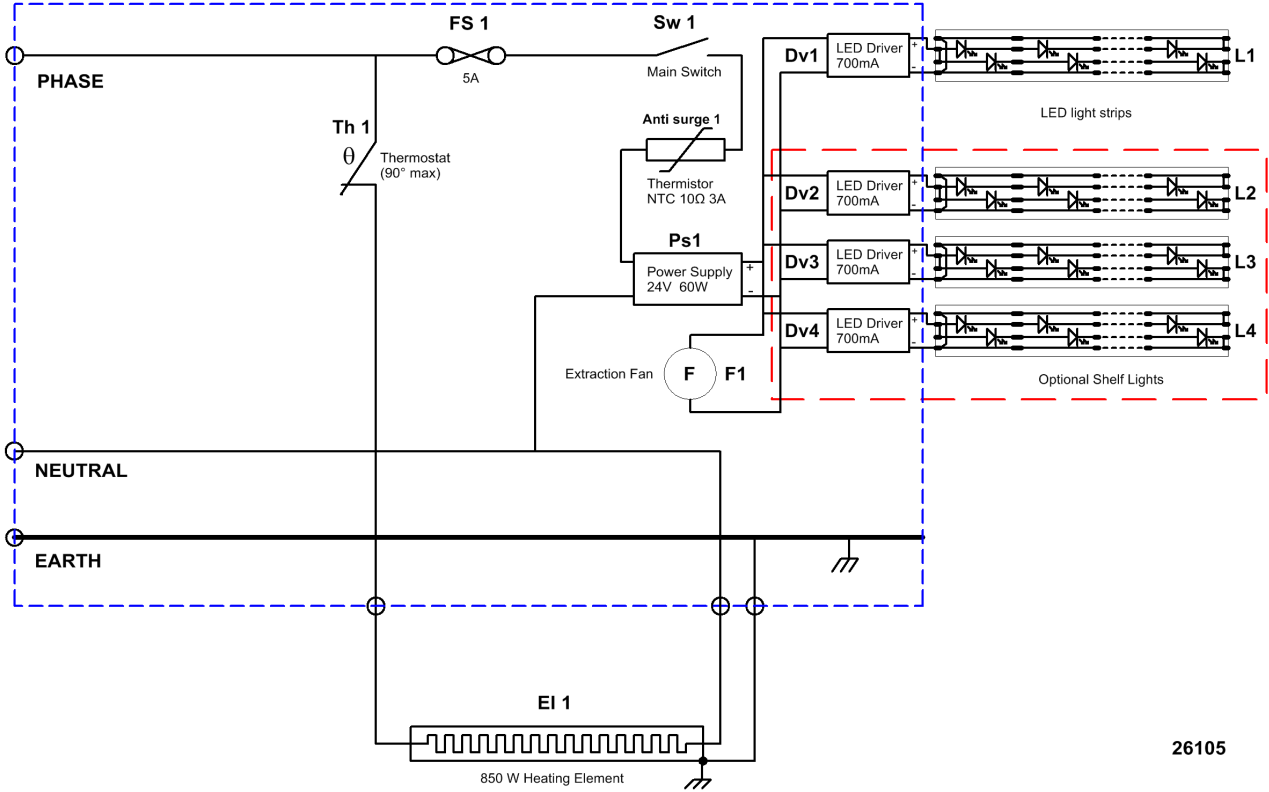 FS 1
5A
PHASE
Sw 1
Main Switch
Th 1
θ
Thermostat
(90° max)
Anti surge 1
Thermistor
NTC 10Ω 3A
Ps1
Power Supply
24V 60W
+
-
Extraction Fan
F
F1
Dv1
LED Driver
700mA
+
-
L1
LED light strips
Dv2
LED Driver
700mA
+
-
L2
Dv3
LED Driver
700mA
+
-
L3
Dv4
LED Driver
700mA
+
-
L4
Optional Shelf Lights
NEUTRAL
EARTH
El 1
850 W Heating Element
26105